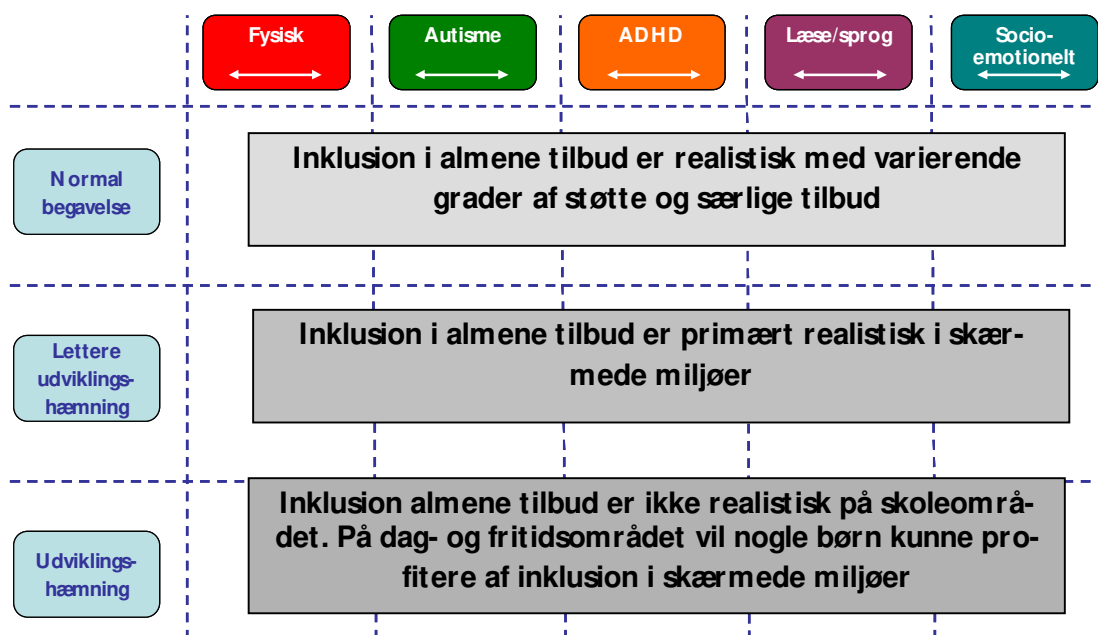 Fysisk
Autisme
ADHD
Læse/sprog
Socio-
emotionelt
Normal
begavelse
Inklusion i almene tilbud er realistisk med varierende
grader af støtte og særlige tilbud
Lettere
udviklings-
hæmning
Inklusion i almene tilbud er primært realistisk i skær-
mede miljøer
Udviklings-
hæmning
Inklusion almene tilbud er ikke realistisk på skoleområ-
det. På dag- og fritidsområdet vil nogle børn kunne pro-
fitere af inklusion i skærmede miljøer